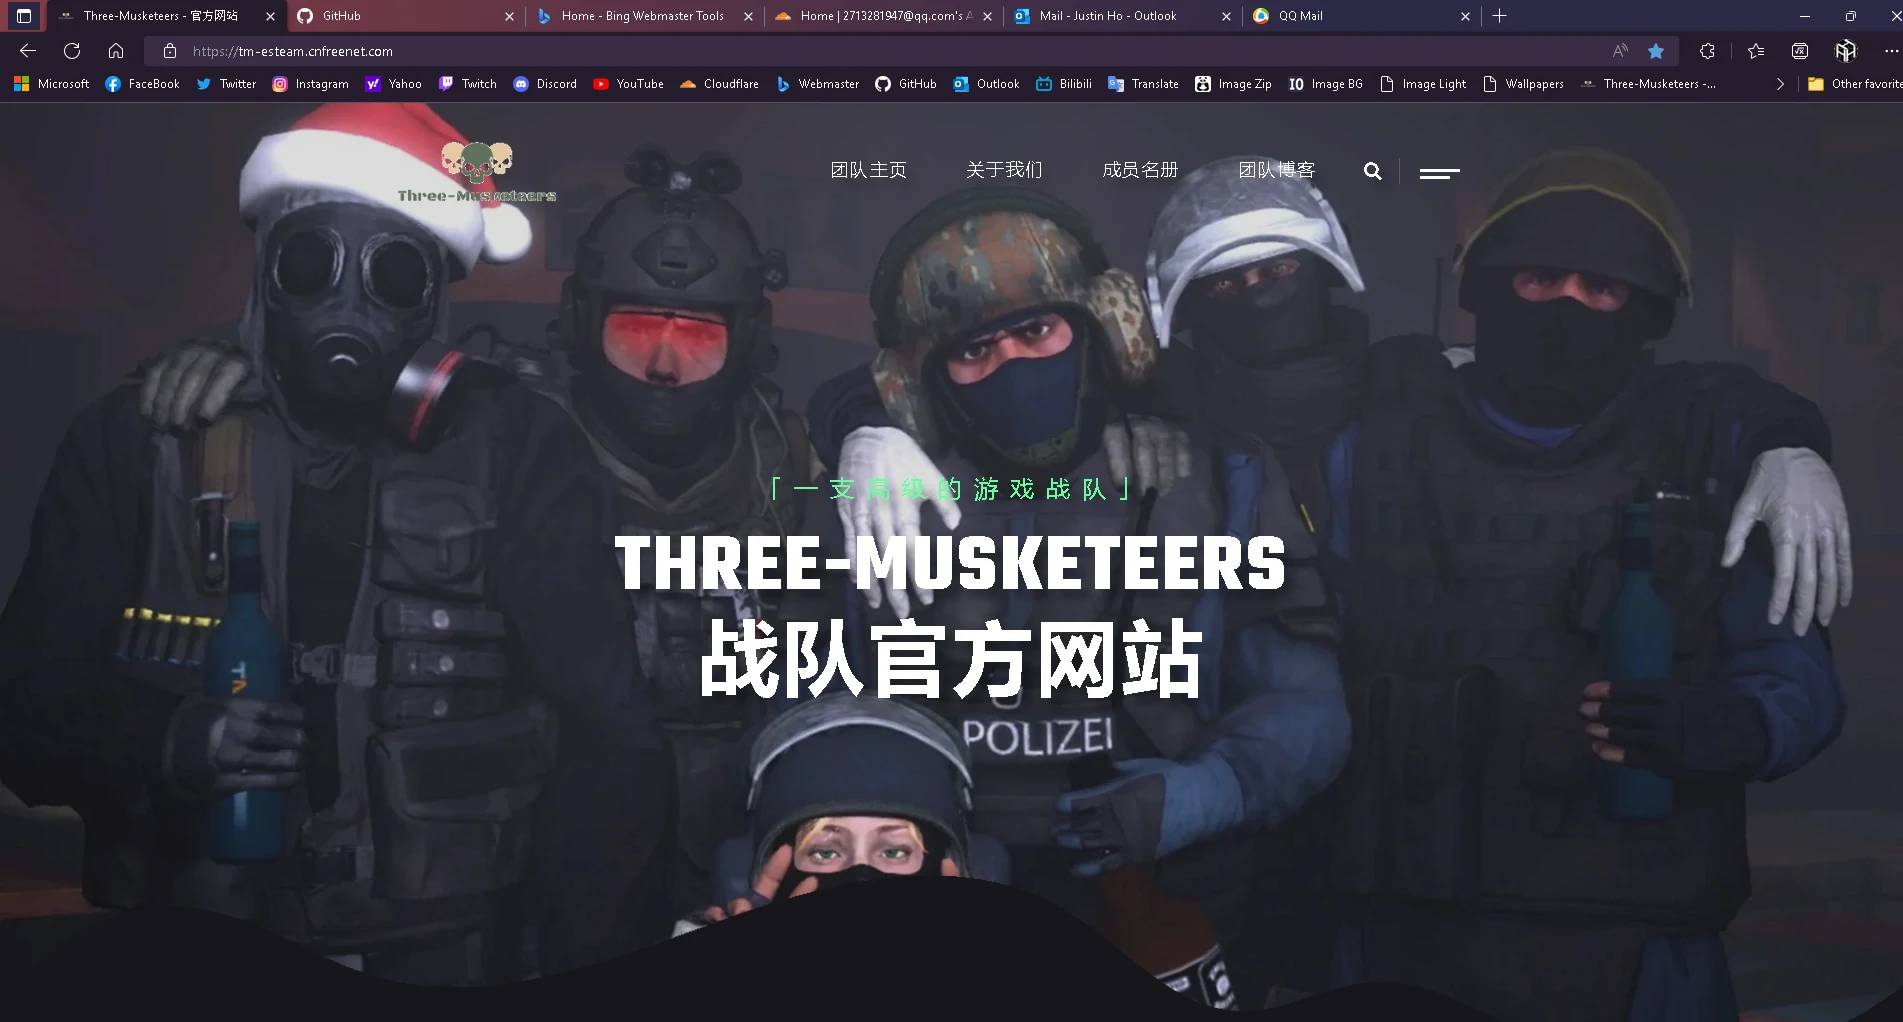 Three-Musketeers - 官方网站
GitHub
Home - Bing Webmaster Tools
Home | 2713281947@qq.com's A
Mail - Justin Ho - Outlook
QQ Mail
https://tm-esteam.cnfreenet.com
Microsoft
FaceBook
Twitter
Instagram
Yahoo
Twitch
Discord
YouTube
Cloudflare
Webmaster
GitHub
Outlook
Bilibili
Translate
Image Zip
Image BG
Image Light
Wallpapers
Three-Musketeers -...
Other favorite
Three-Musketeers
团队主页
关于我们
成员名册
团队博客
「一支高级的游戏战队」
THREE-MUSKETEERS
战队官方网站
POLIZEI